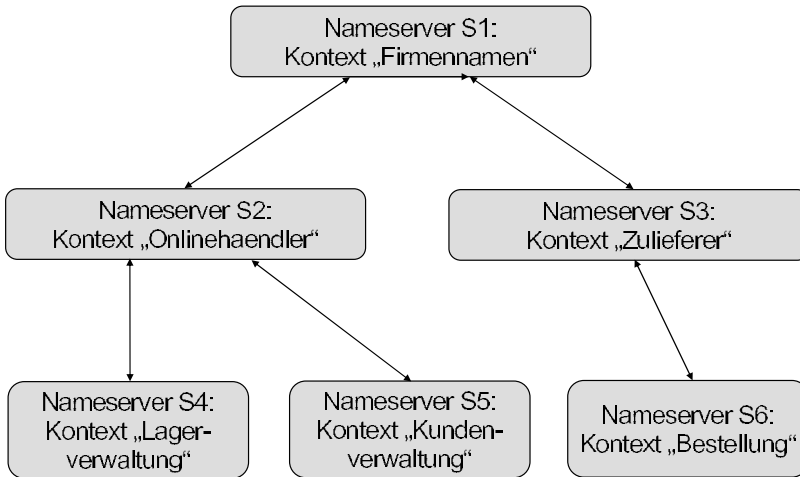 Nameserver S1:
Kontext „Firmennamen“
Nameserver S2:
Kontext „Onlinehaendler“
Nameserver S3:
Kontext „Zulieferer“
Nameserver S4:
Kontext „Lager-
verwaltung“
Nameserver S5:
Kontext „Kunden-
verwaltung“
Nameserver S6:
Kontext „Bestellung“